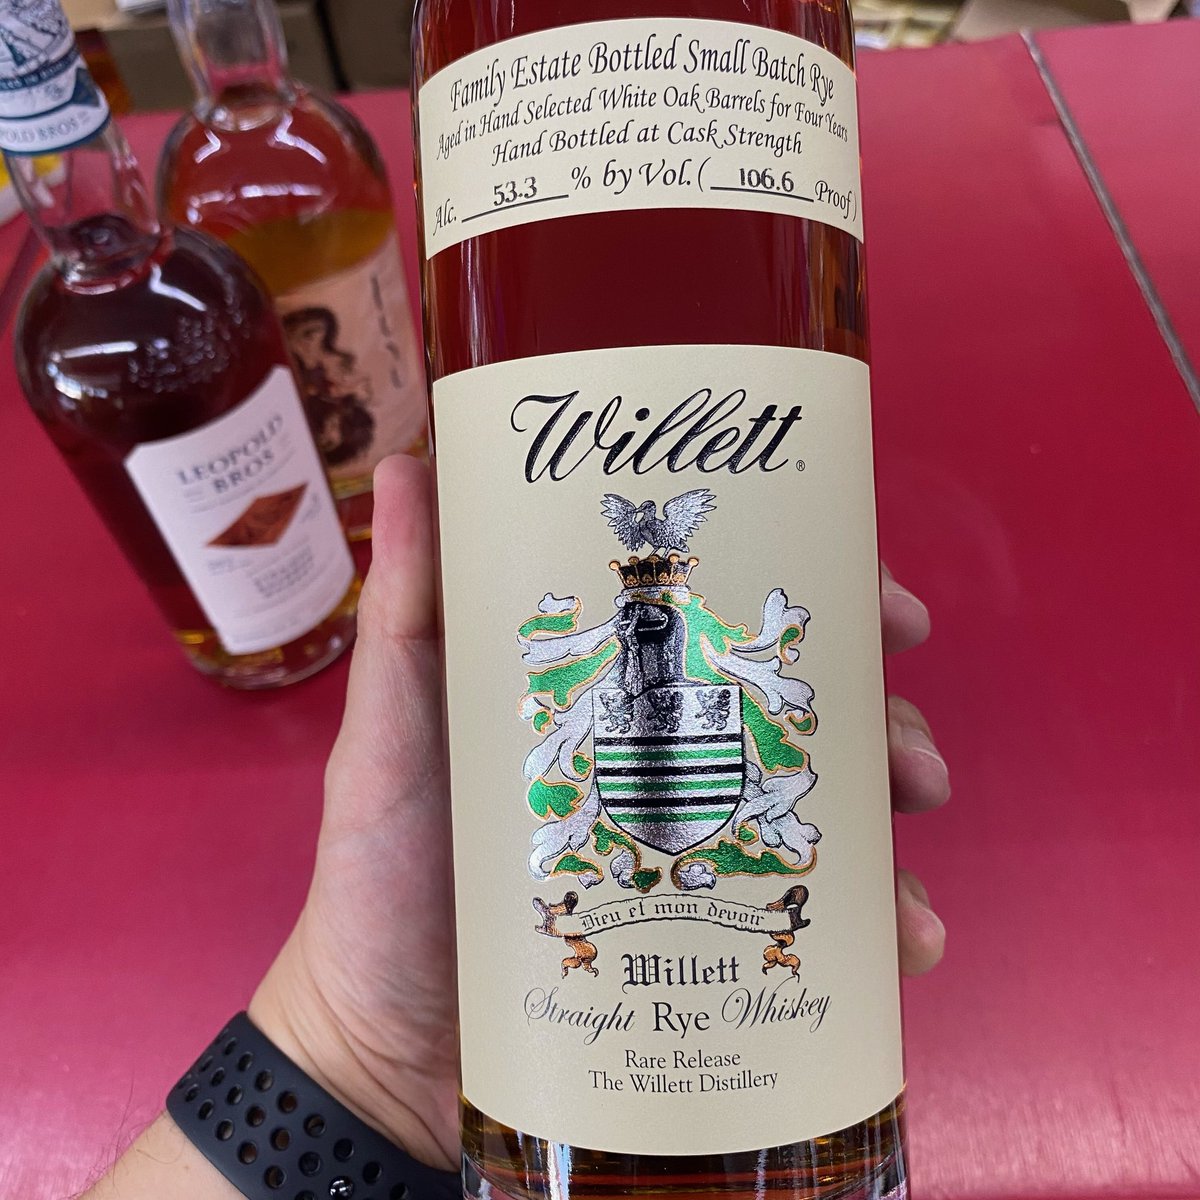 Family Estate Bottled Small Batch Rye
Aged in Hand Selected White Oak Barrels for Four Years
Hand Bottled at Cask Strength
Alc. 53.3 % by Vol. ( 106.6 Proof )
Willett®
Dieu et mon devoir
Willett
Straight Rye Whiskey
Rare Release
The Willett Distillery
LEOPOLD
BROS